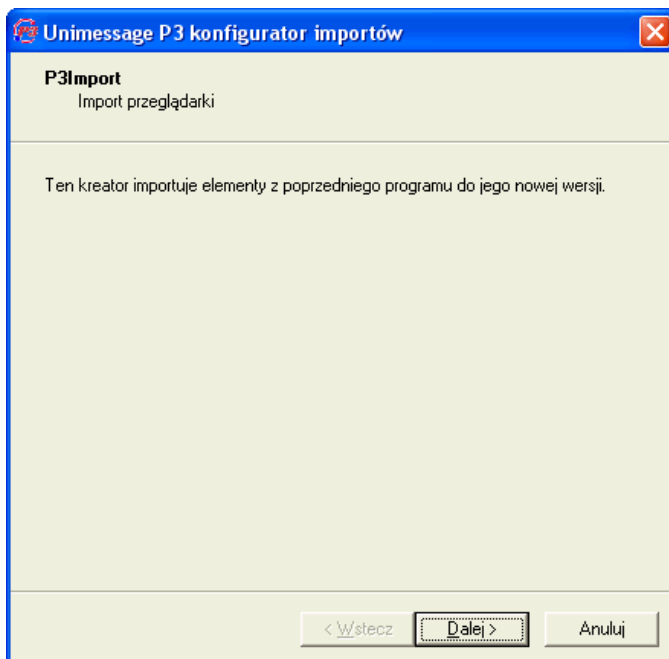 Unimessage P3 konfigurator importów
P3Import
Import przeglądarki
Ten kreator importuje elementy z poprzedniego programu do jego nowej wersji.
< Wstecz Dalej > Anuluj